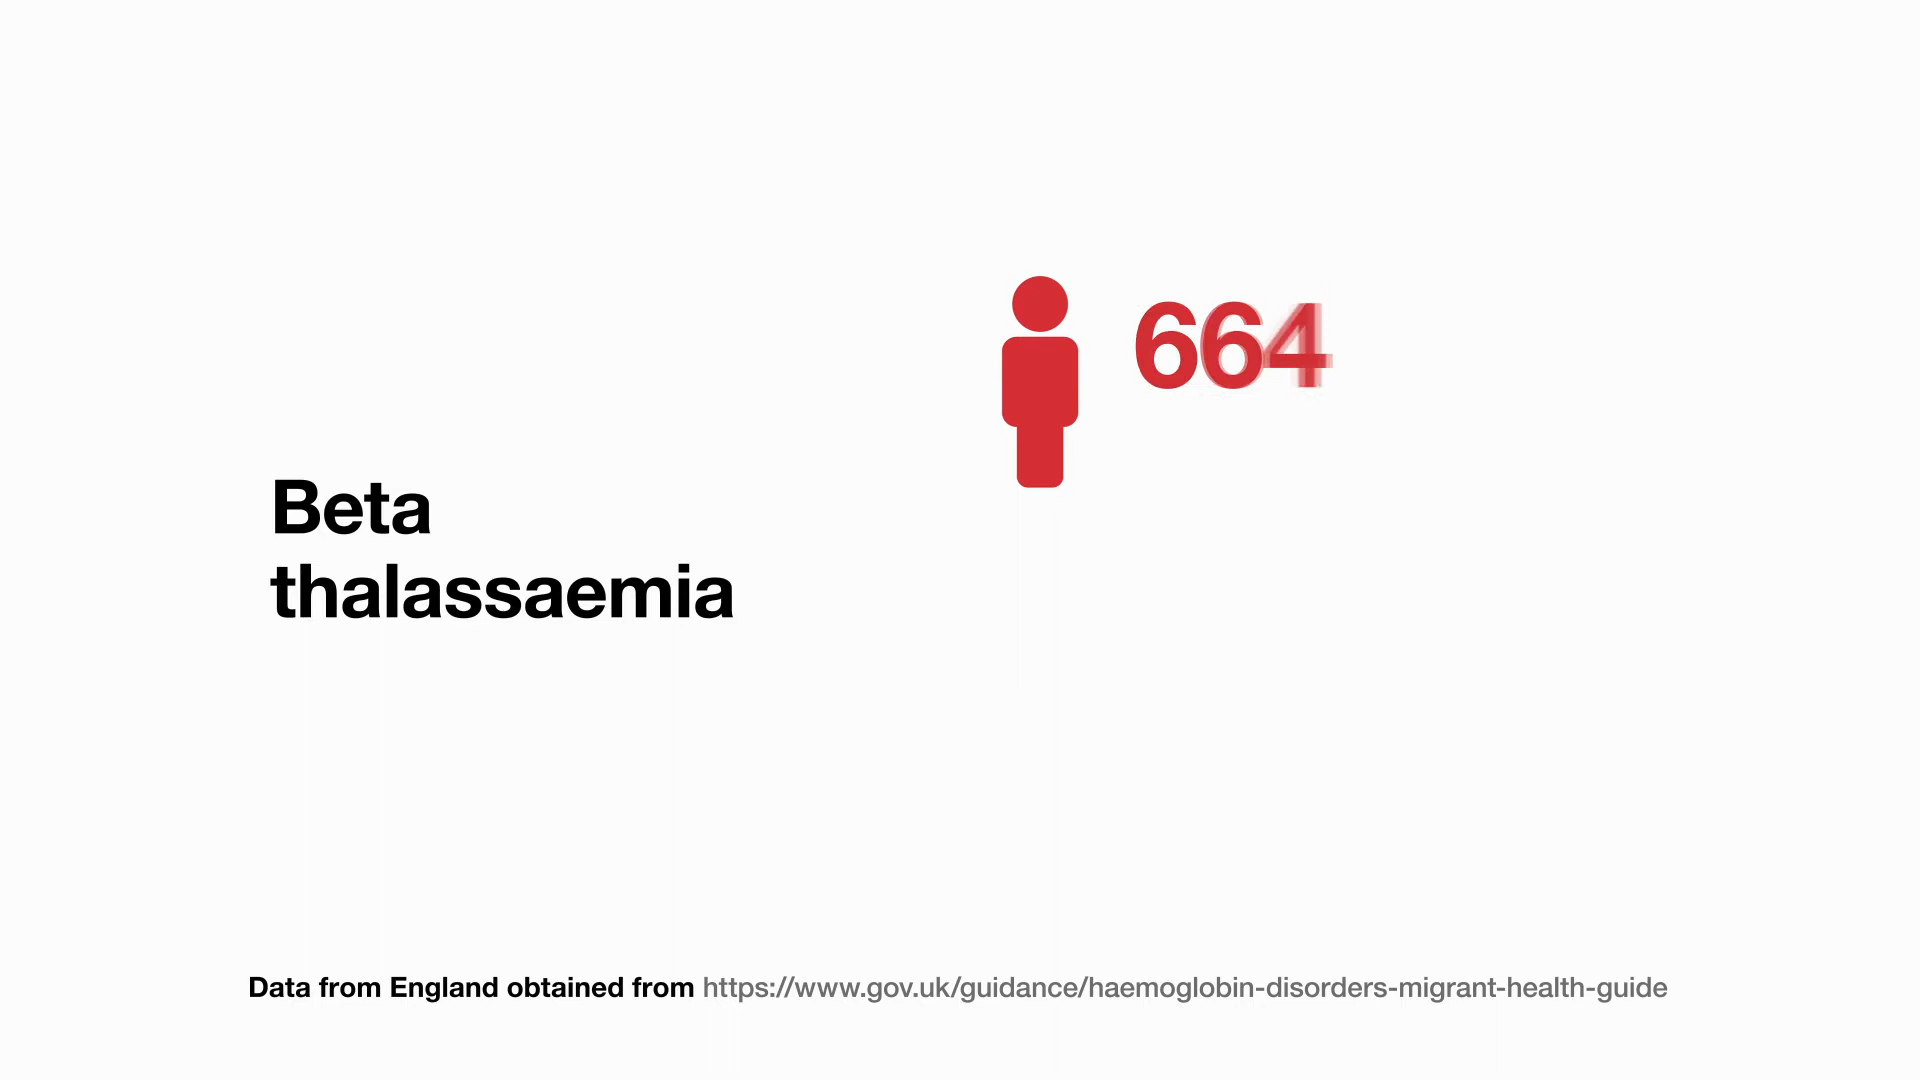 664
Beta
thalassaemia
Data from England obtained from https://www.gov.uk/guidance/haemoglobin-disorders-migrant-health-guide